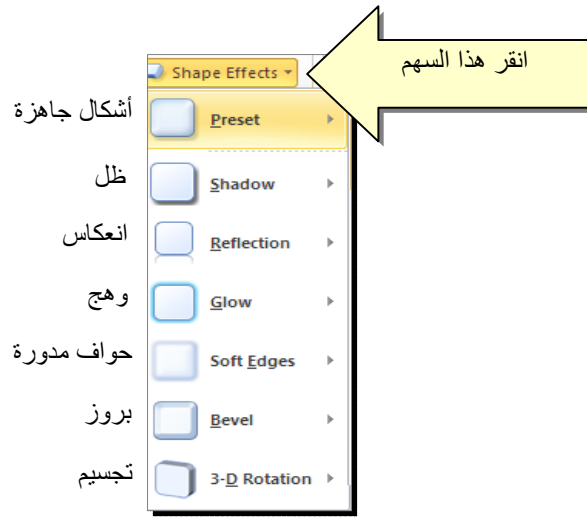 انقر هذا السهم
Shape Effects
أشكال جاهزة
Preset
ظل
Shadow
انعكاس
Reflection
وهج
Glow
حواف مدورة
Soft Edges
بروز
Bevel
تجسيم
3-D Rotation